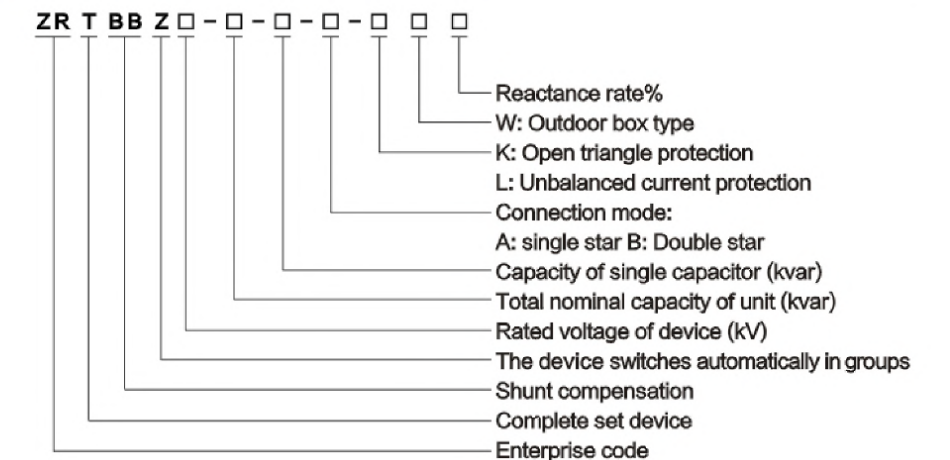 ZR T BB Z□-□-□-□-□ □ □
Reactance rate%
W: Outdoor box type
K: Open triangle protection
L: Unbalanced current protection
Connection mode:
A: single star B: Double star
Capacity of single capacitor (kvar)
Total nominal capacity of unit (kvar)
Rated voltage of device (kV)
The device switches automatically in groups
Shunt compensation
Complete set device
Enterprise code